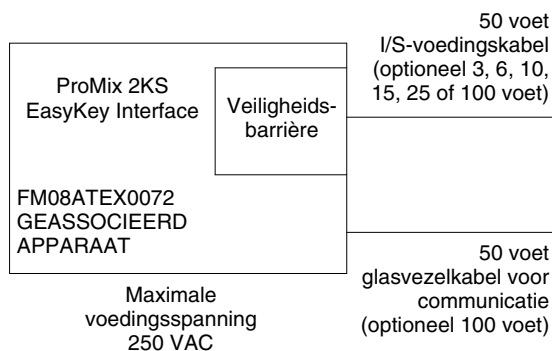 50 voet
I/S-voedingskabel
(optioneel 3, 6, 10,
15, 25 of 100 voet)
ProMix 2KS
EasyKey Interface
Veiligheids-
barrière
FM08ATEX0072
GEASSOCIEERD
APPARAAT
50 voet
glasvezelkabel voor
communicatie
(optioneel 100 voet)
Maximale
voedingsspanning
250 VAC